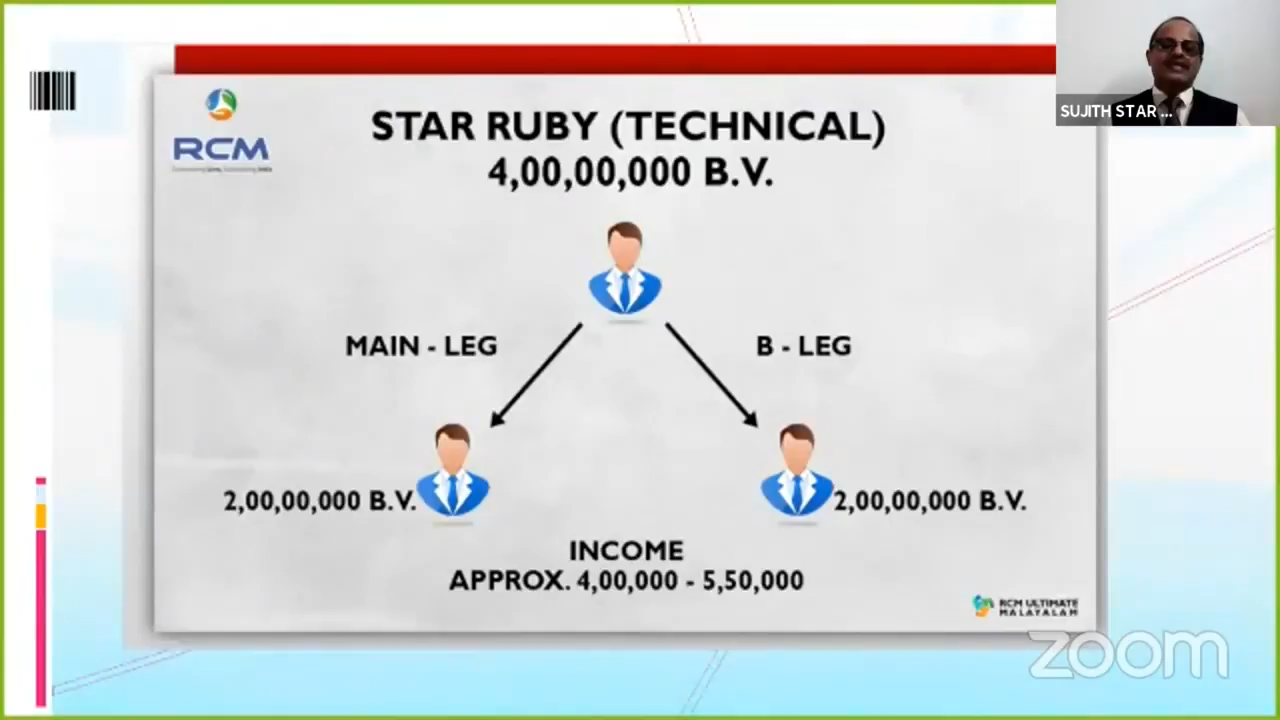 SUJITH STAR ...
RCM
STAR RUBY (TECHNICAL)
4,00,00,000 B.V.
MAIN - LEG
B - LEG
2,00,00,000 B.V.
2,00,00,000 B.V.
INCOME
APPROX. 4,00,000 - 5,50,000
RCM ULTIMATE
MALAYALAM
zoom